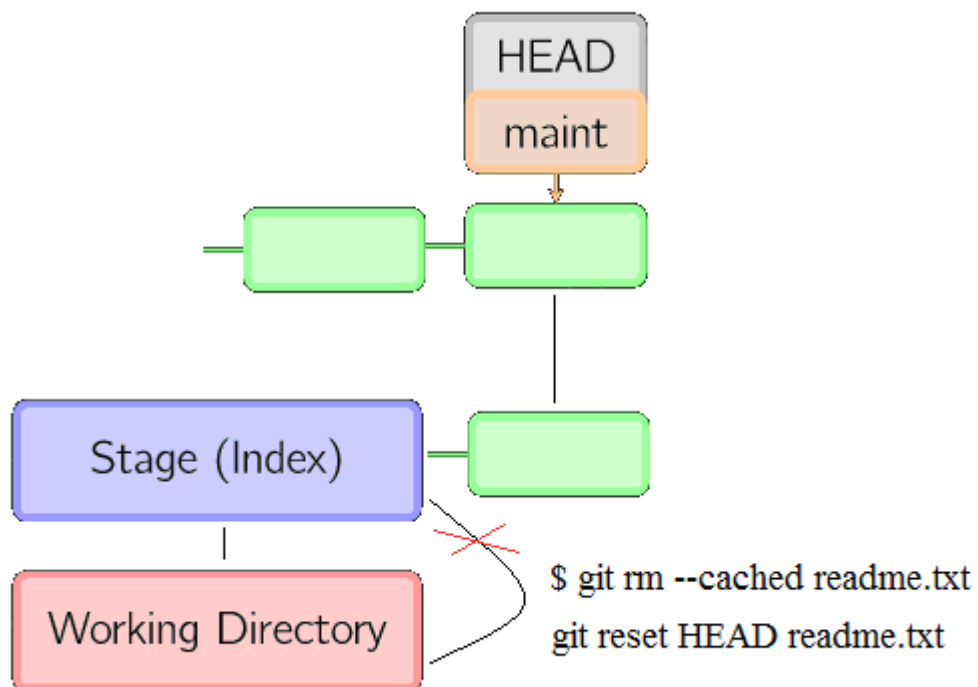 HEAD
maint
Stage (Index)
Working Directory
$ git rm --cached readme.txt
git reset HEAD readme.txt